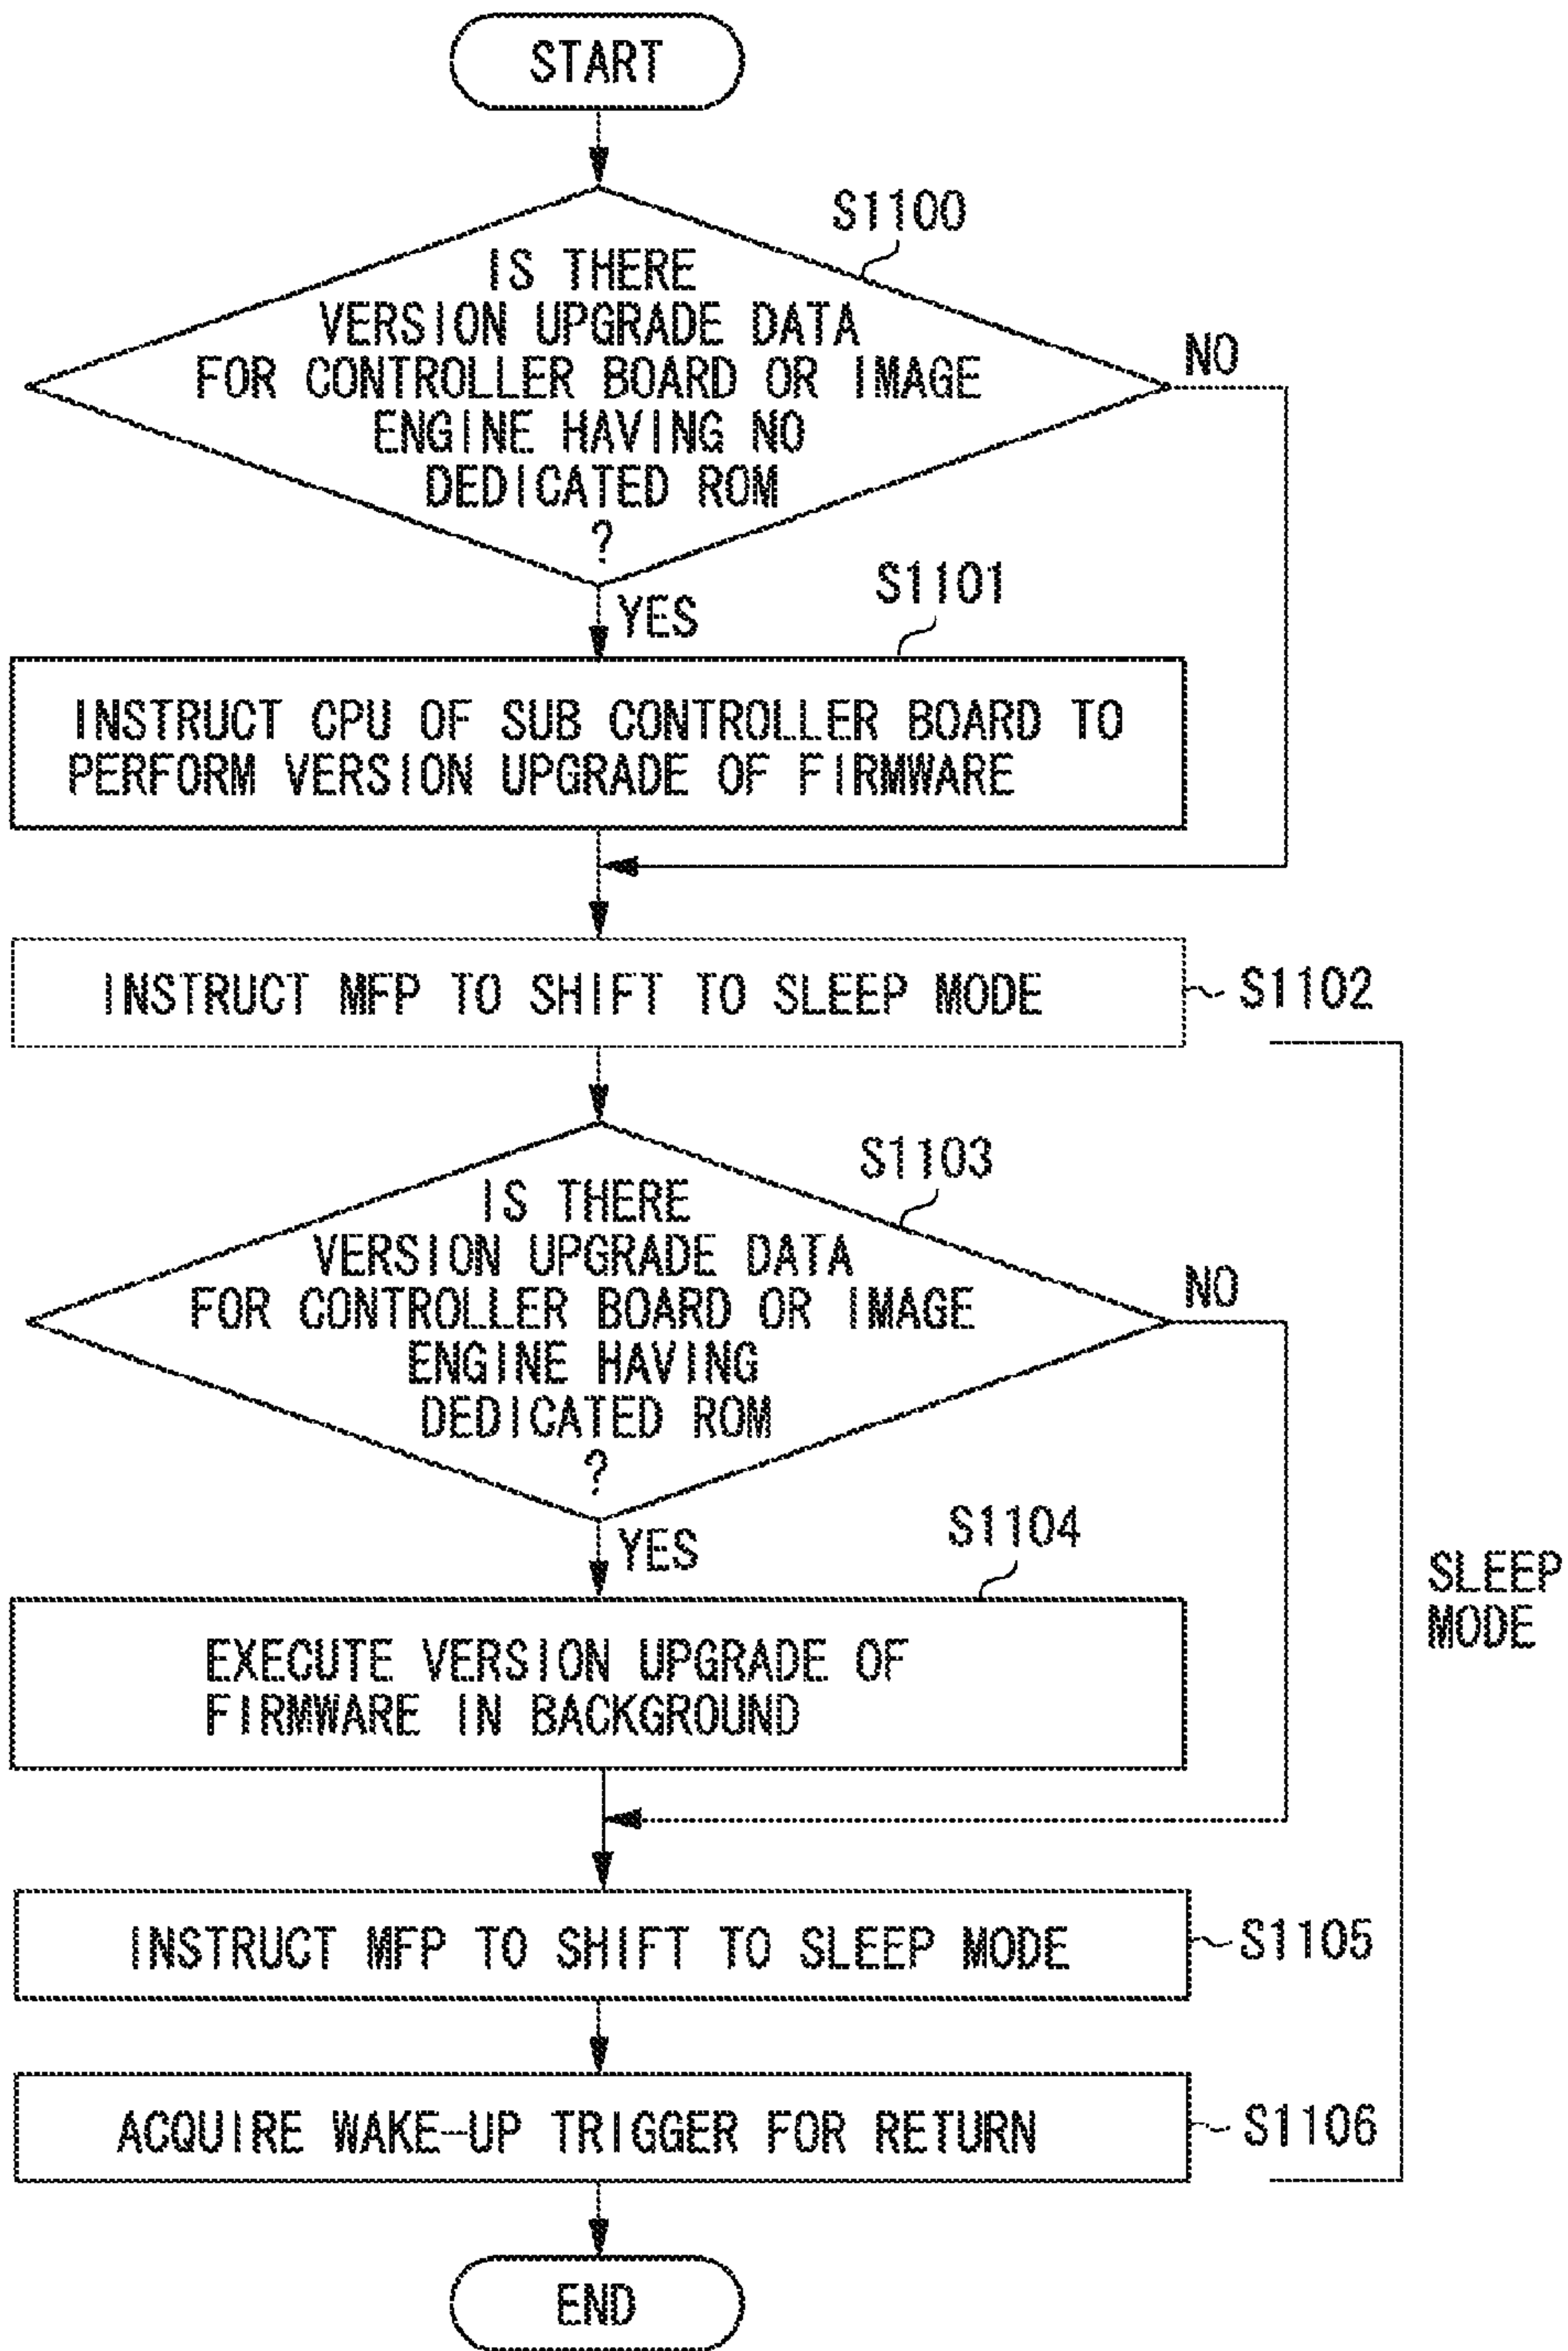 START
S1100
IS THERE
VERSION UPGRADE DATA
FOR CONTROLLER BOARD OR IMAGE
ENGINE HAVING NO
DEDICATED ROM
?
NO
YES
S1101
INSTRUCT CPU OF SUB CONTROLLER BOARD TO
PERFORM VERSION UPGRADE OF FIRMWARE
INSTRUCT MFP TO SHIFT TO SLEEP MODE
S1102
S1103
IS THERE
VERSION UPGRADE DATA
FOR CONTROLLER BOARD OR IMAGE
ENGINE HAVING
DEDICATED ROM
?
NO
YES
S1104
EXECUTE VERSION UPGRADE OF
FIRMWARE IN BACKGROUND
SLEEP
MODE
INSTRUCT MFP TO SHIFT TO SLEEP MODE
S1105
ACQUIRE WAKE-UP TRIGGER FOR RETURN
S1106
END